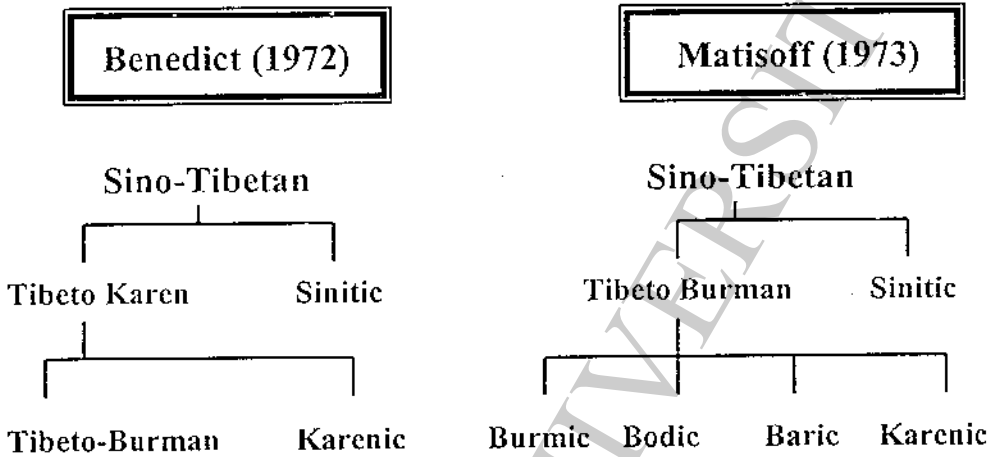 Benedict (1972)
Matisoff (1973)
Sino-Tibetan
Sino-Tibetan
Tibeto Karen
Sinitic
Tibeto Burman
Sinitic
Tibeto-Burman
Karenic
Burmic
Bodic
Baric
Karenic
IVERSIT